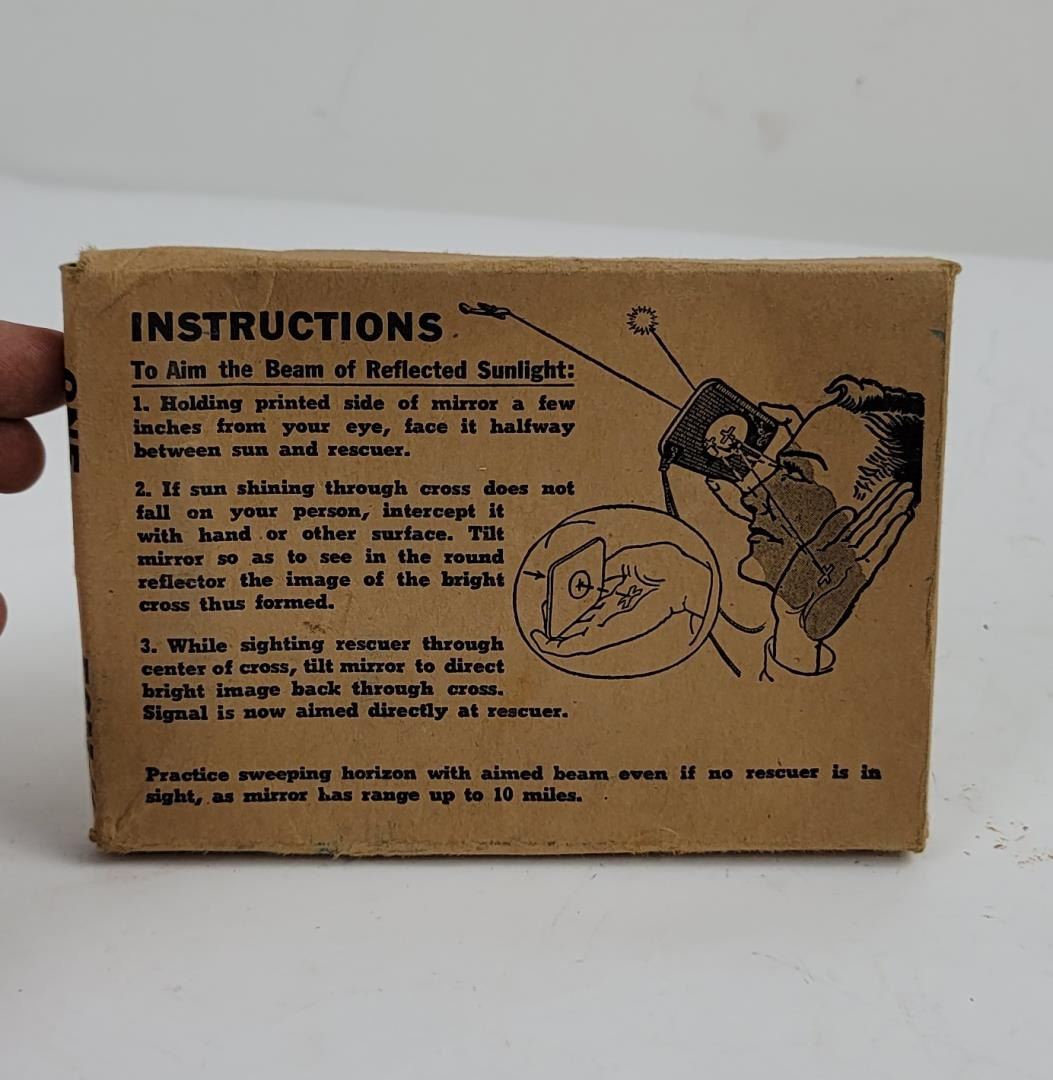 INSTRUCTIONS
To Aim the Beam of Reflected Sunlight:
1. Holding printed side of mirror a few
inches from your eye, face it halfway
between sun and rescuer.
2. If sun shining through cross does not
fall on your person, intercept it
with hand or other surface. Tilt
mirror so as to see in the round
reflector the image of the bright
cross thus formed.
3. While sighting rescuer through
center of cross, tilt mirror to direct
bright image back through cross.
Signal is now aimed directly at rescuer.
Practice sweeping horizon with aimed beam even if no rescuer is in
sight, as mirror has range up to 10 miles.
ONE